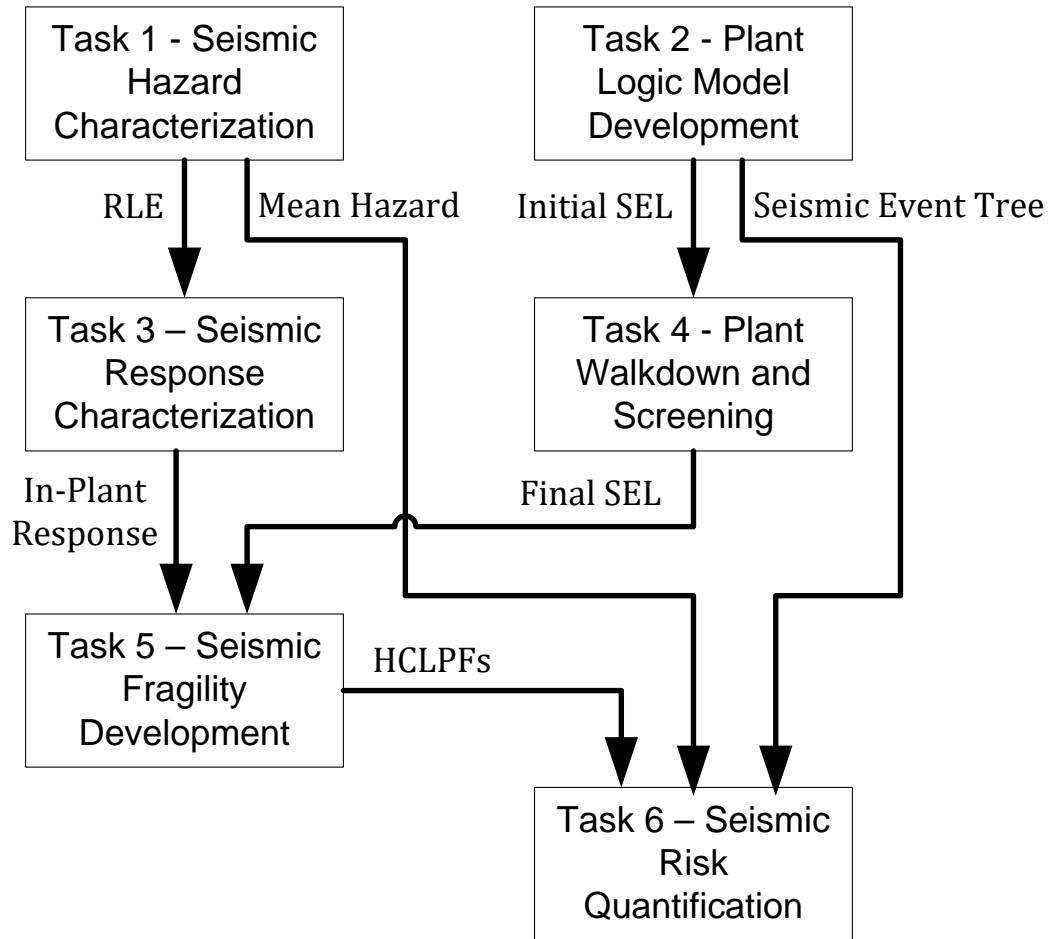 Task 1 - Seismic
Hazard
Characterization
Task 2 - Plant
Logic Model
Development
RLE
Mean Hazard
Initial SEL
Seismic Event Tree
Task 3 – Seismic
Response
Characterization
Task 4 - Plant
Walkdown and
Screening
In-Plant
Response
Final SEL
Task 5 – Seismic
Fragility
Development
HCLPFs
Task 6 – Seismic
Risk
Quantification